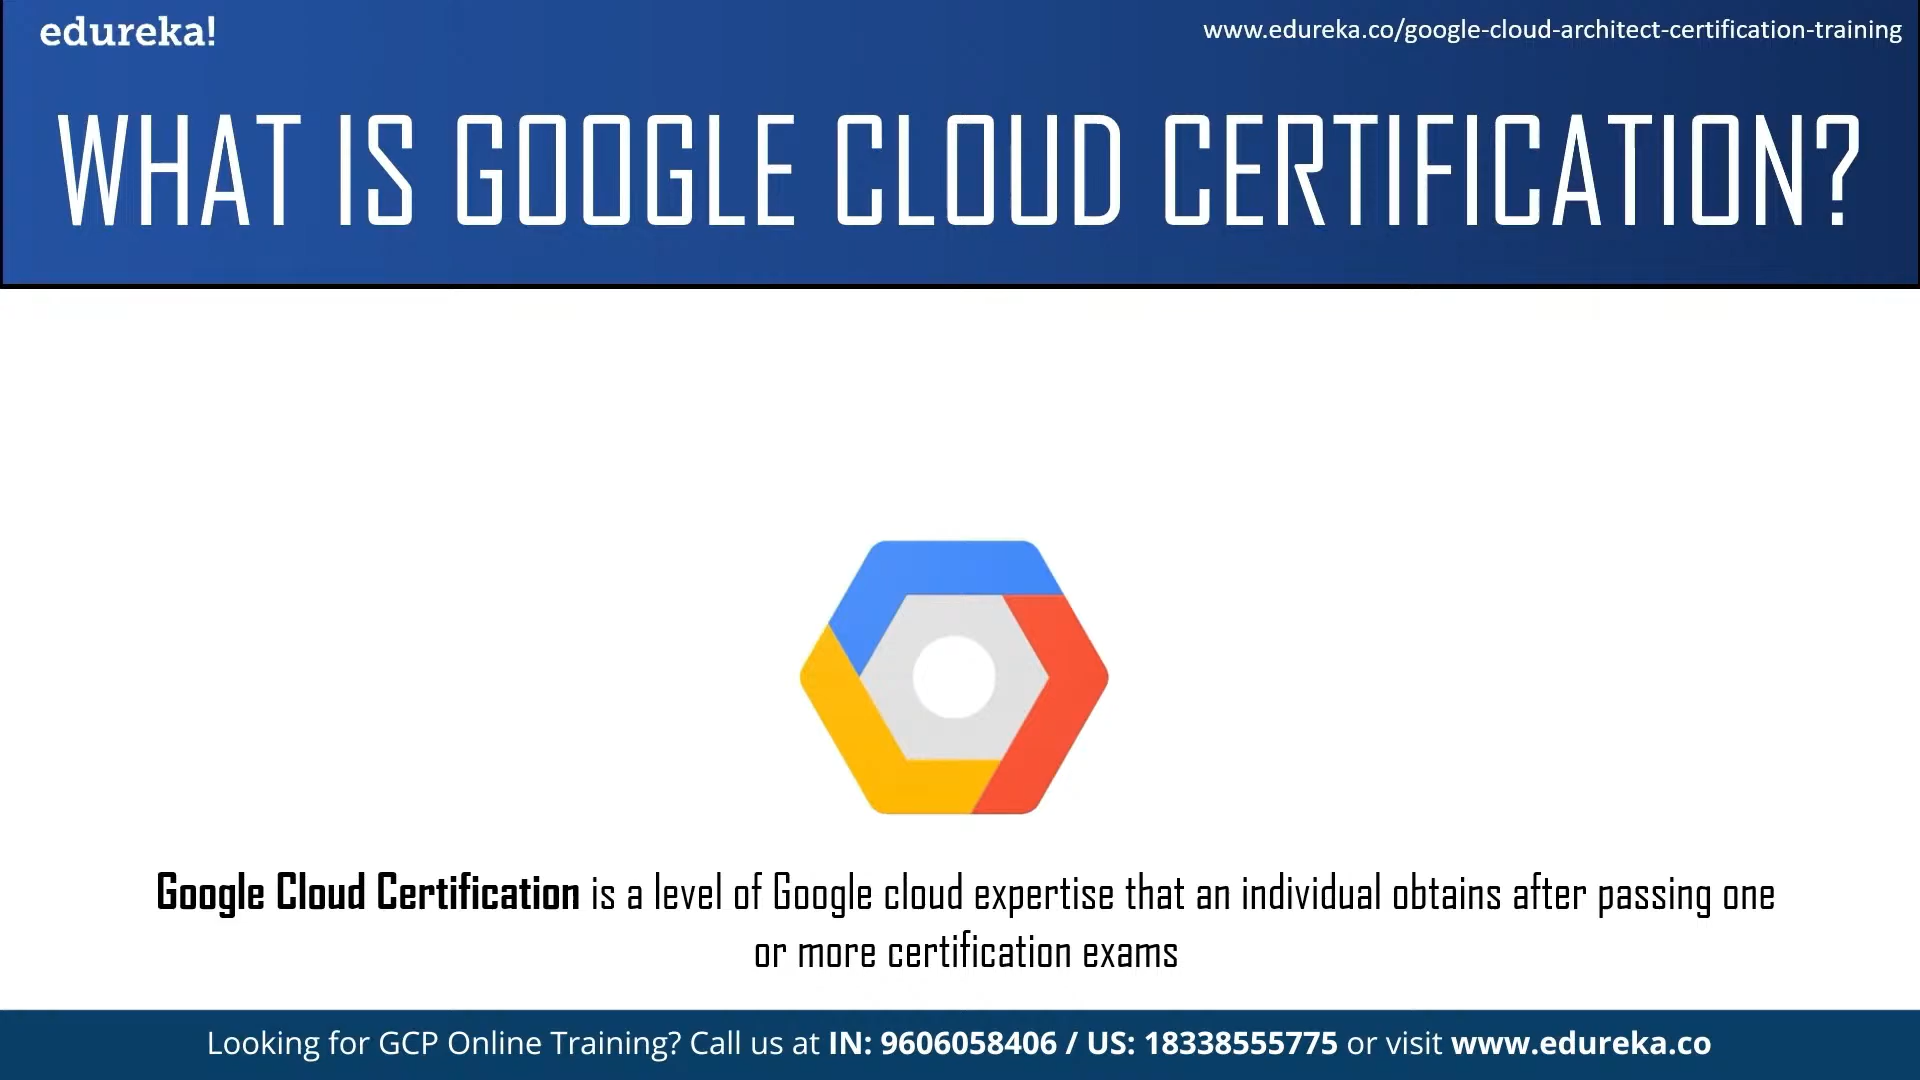 edureka!
www.edureka.co/google-cloud-architect-certification-training
WHAT IS GOOGLE CLOUD CERTIFICATION?
Google Cloud Certification is a level of Google cloud expertise that an individual obtains after passing one
or more certification exams
Looking for GCP Online Training? Call us at IN: 9606058406 / US: 18338555775 or visit www.edureka.co